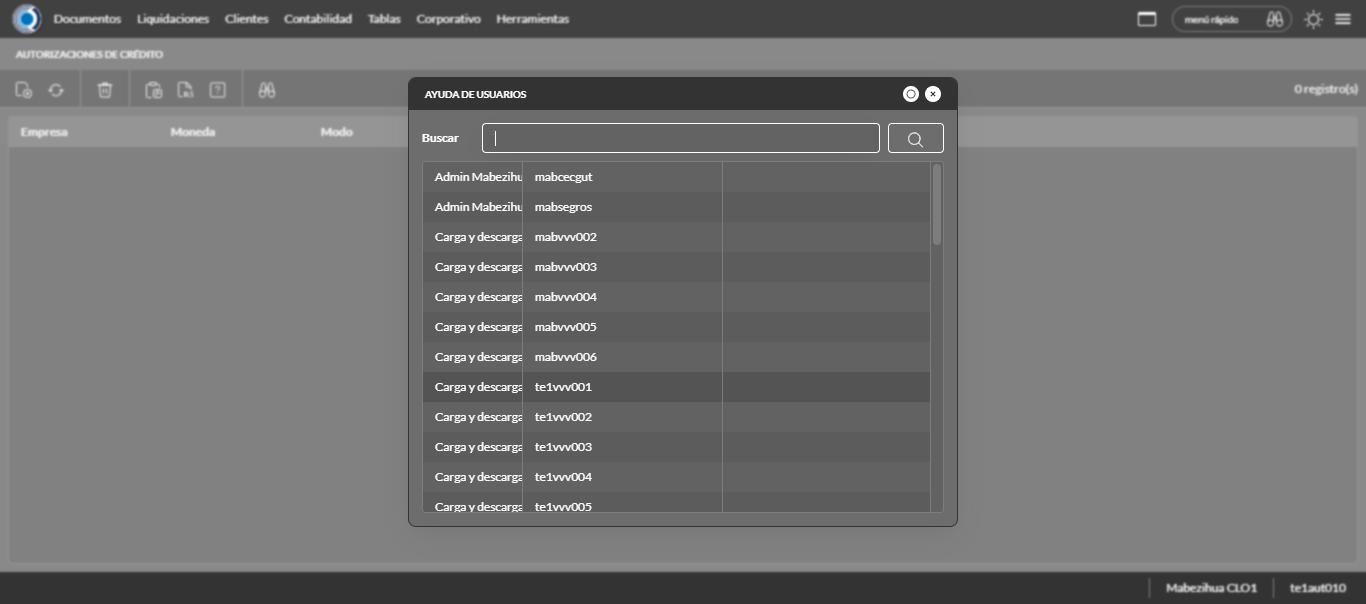 Documentos Liquidaciones Clientes Contabilidad Tablas Corporativo Herramientas menú rápido
AUTORIZACIONES DE CRÉDITO
0 registro(s)
Empresa Moneda Modo
AYUDA DE USUARIOS
Buscar
Admin Mabezihu mabcecgut
Admin Mabezihu mabsegros
Carga y descarga mabvvv002
Carga y descarga mabvvv003
Carga y descarga mabvvv004
Carga y descarga mabvvv005
Carga y descarga mabvvv006
Carga y descarga te1vvv001
Carga y descarga te1vvv002
Carga y descarga te1vvv003
Carga y descarga te1vvv004
Carga y descarga te1vvv005
Mabezihua CLO1 te1aut010